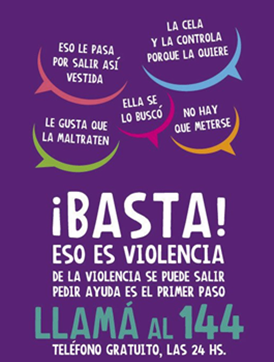 ESO LE PASA
POR SALIR ASÍ
VESTIDA
LA CELA
Y LA CONTROLA
PORQUE LA QUIERE
LE GUSTA QUE
LA MALTRATEN
ELLA SE
LO BUSCÓ
NO HAY
QUE METERSE
¡BASTA!
ESO ES VIOLENCIA
DE LA VIOLENCIA SE PUEDE SALIR
PEDIR AYUDA ES EL PRIMER PASO
LLAMÁ AL 144
TELÉFONO GRATUITO, LAS 24 HS.